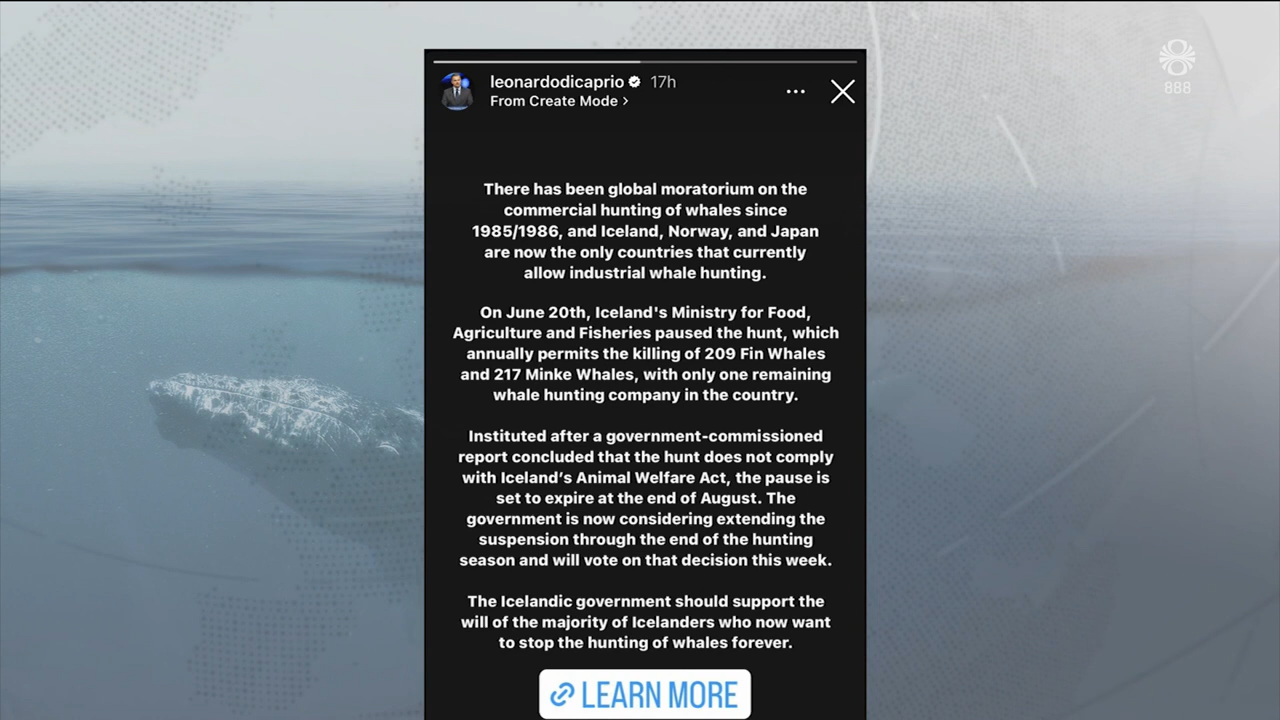 leonardodicaprio 17h
From Create Mode >
888
There has been global moratorium on the
commercial hunting of whales since
1985/1986, and Iceland, Norway, and Japan
are now the only countries that currently
allow industrial whale hunting.
On June 20th, Iceland's Ministry for Food,
Agriculture and Fisheries paused the hunt, which
annually permits the killing of 209 Fin Whales
and 217 Minke Whales, with only one remaining
whale hunting company in the country.
Instituted after a government-commissioned
report concluded that the hunt does not comply
with Iceland’s Animal Welfare Act, the pause is
set to expire at the end of August. The
government is now considering extending the
suspension through the end of the hunting
season and will vote on that decision this week.
The Icelandic government should support the
will of the majority of Icelanders who now want
to stop the hunting of whales forever.
LEARN MORE